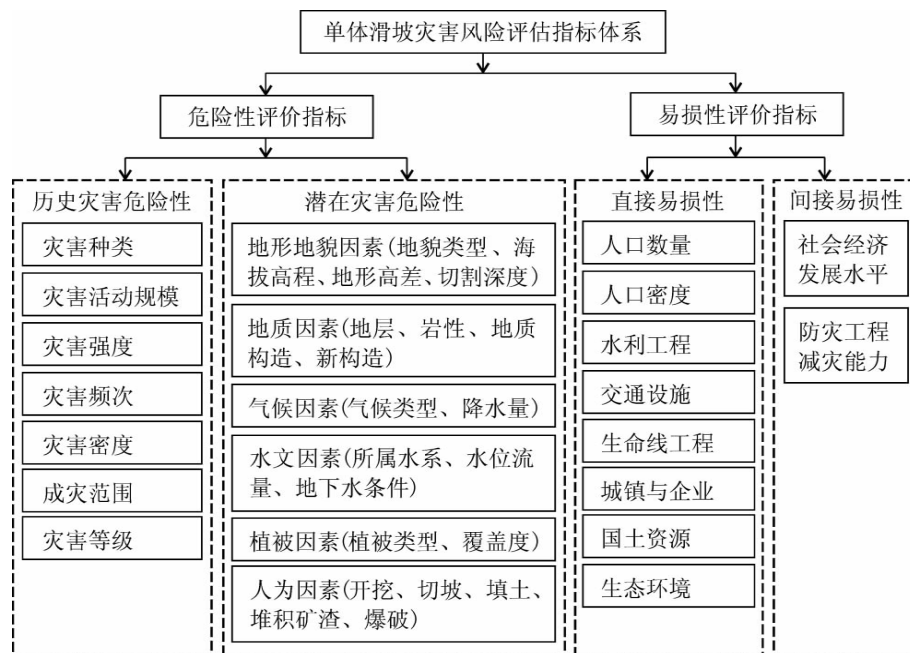 单体滑坡灾害风险评估指标体系
危险性评价指标
易损性评价指标
历史灾害危险性
灾害种类
灾害活动规模
灾害强度
灾害频次
灾害密度
成灾范围
灾害等级
潜在灾害危险性
地形地貌因素(地貌类型、海
拔高程、地形高差、切割深度)
地质因素(地层、岩性、地质
构造、新构造)
气候因素(气候类型、降水量)
水文因素(所属水系、水位流
量、地下水条件)
植被因素(植被类型、覆盖度)
人为因素(开挖、切坡、填土、
堆积矿渣、爆破)
直接易损性
人口数量
人口密度
水利工程
交通设施
生命线工程
城镇与企业
国土资源
生态环境
间接易损性
社会经济
发展水平
防灾工程
减灾能力